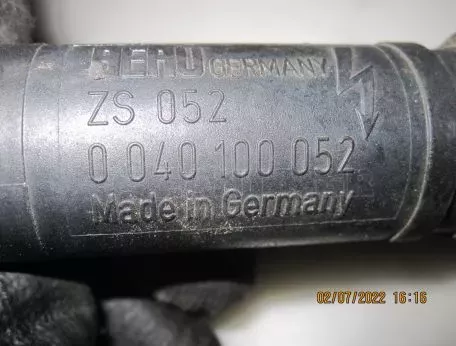 BERU GERMANY
ZS 052
0 040 100 052
Made in Germany
02/07/2022 16:16